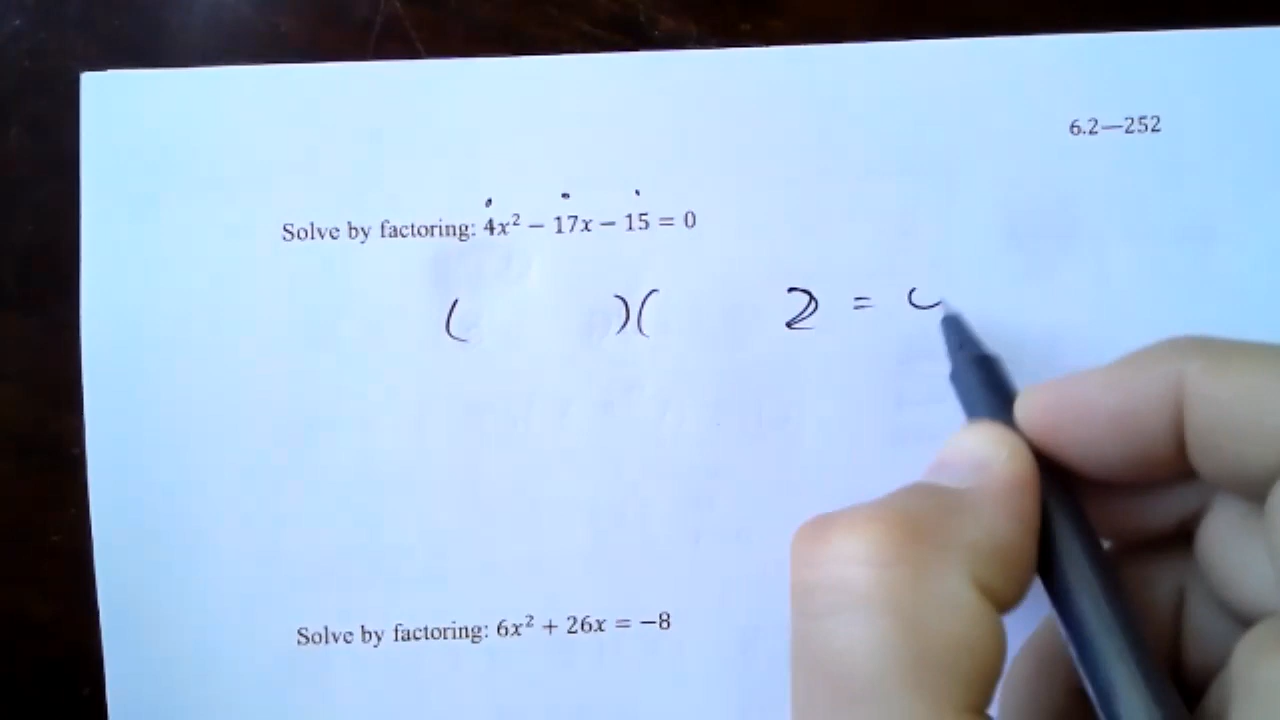 6.2—252
Solve by factoring: 4x² − 17x − 15 = 0
( )( ) =
Solve by factoring: 6x² + 26x = −8